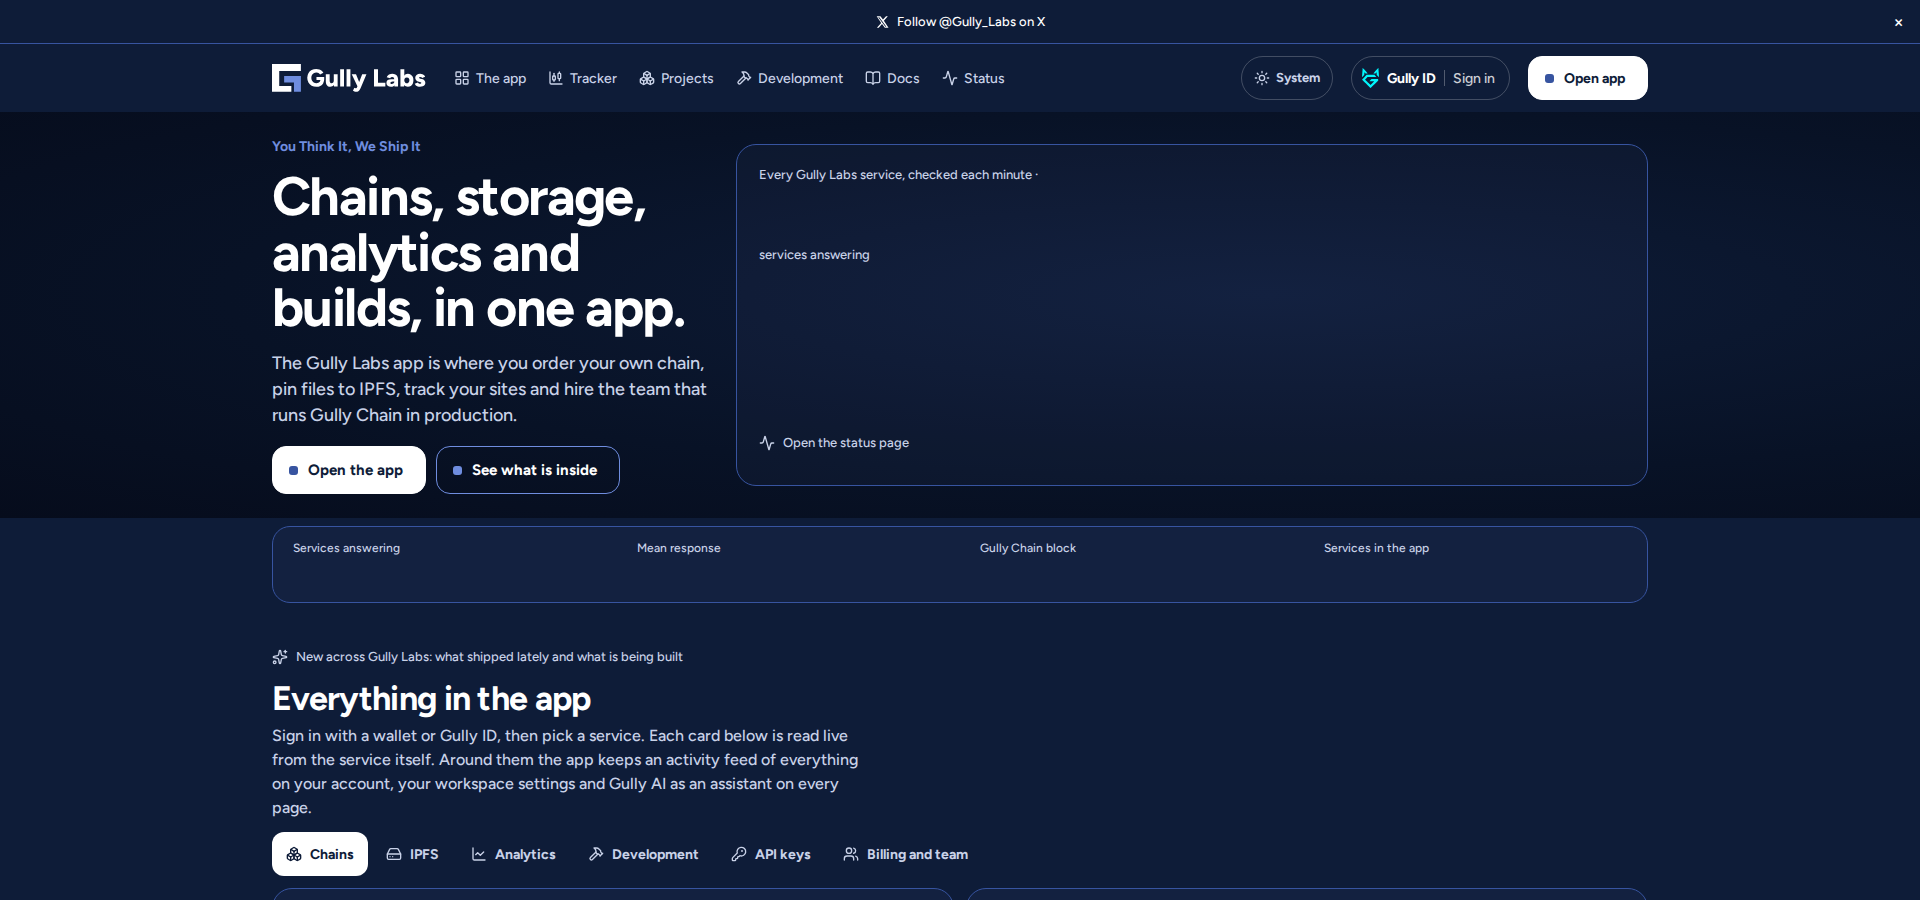 Follow @Gully_Labs on X
×
Gully Labs
The app
Tracker
Projects
Development
Docs
Status
System
Gully ID
Sign in
Open app
You Think It, We Ship It
Chains, storage,
analytics and
builds, in one app.
The Gully Labs app is where you order your own chain,
pin files to IPFS, track your sites and hire the team that
runs Gully Chain in production.
Open the app
See what is inside
Every Gully Labs service, checked each minute ·
services answering
Open the status page
Services answering
Mean response
Gully Chain block
Services in the app
New across Gully Labs: what shipped lately and what is being built
Everything in the app
Sign in with a wallet or Gully ID, then pick a service. Each card below is read live
from the service itself. Around them the app keeps an activity feed of everything
on your account, your workspace settings and Gully AI as an assistant on every
page.
Chains
IPFS
Analytics
Development
API keys
Billing and team